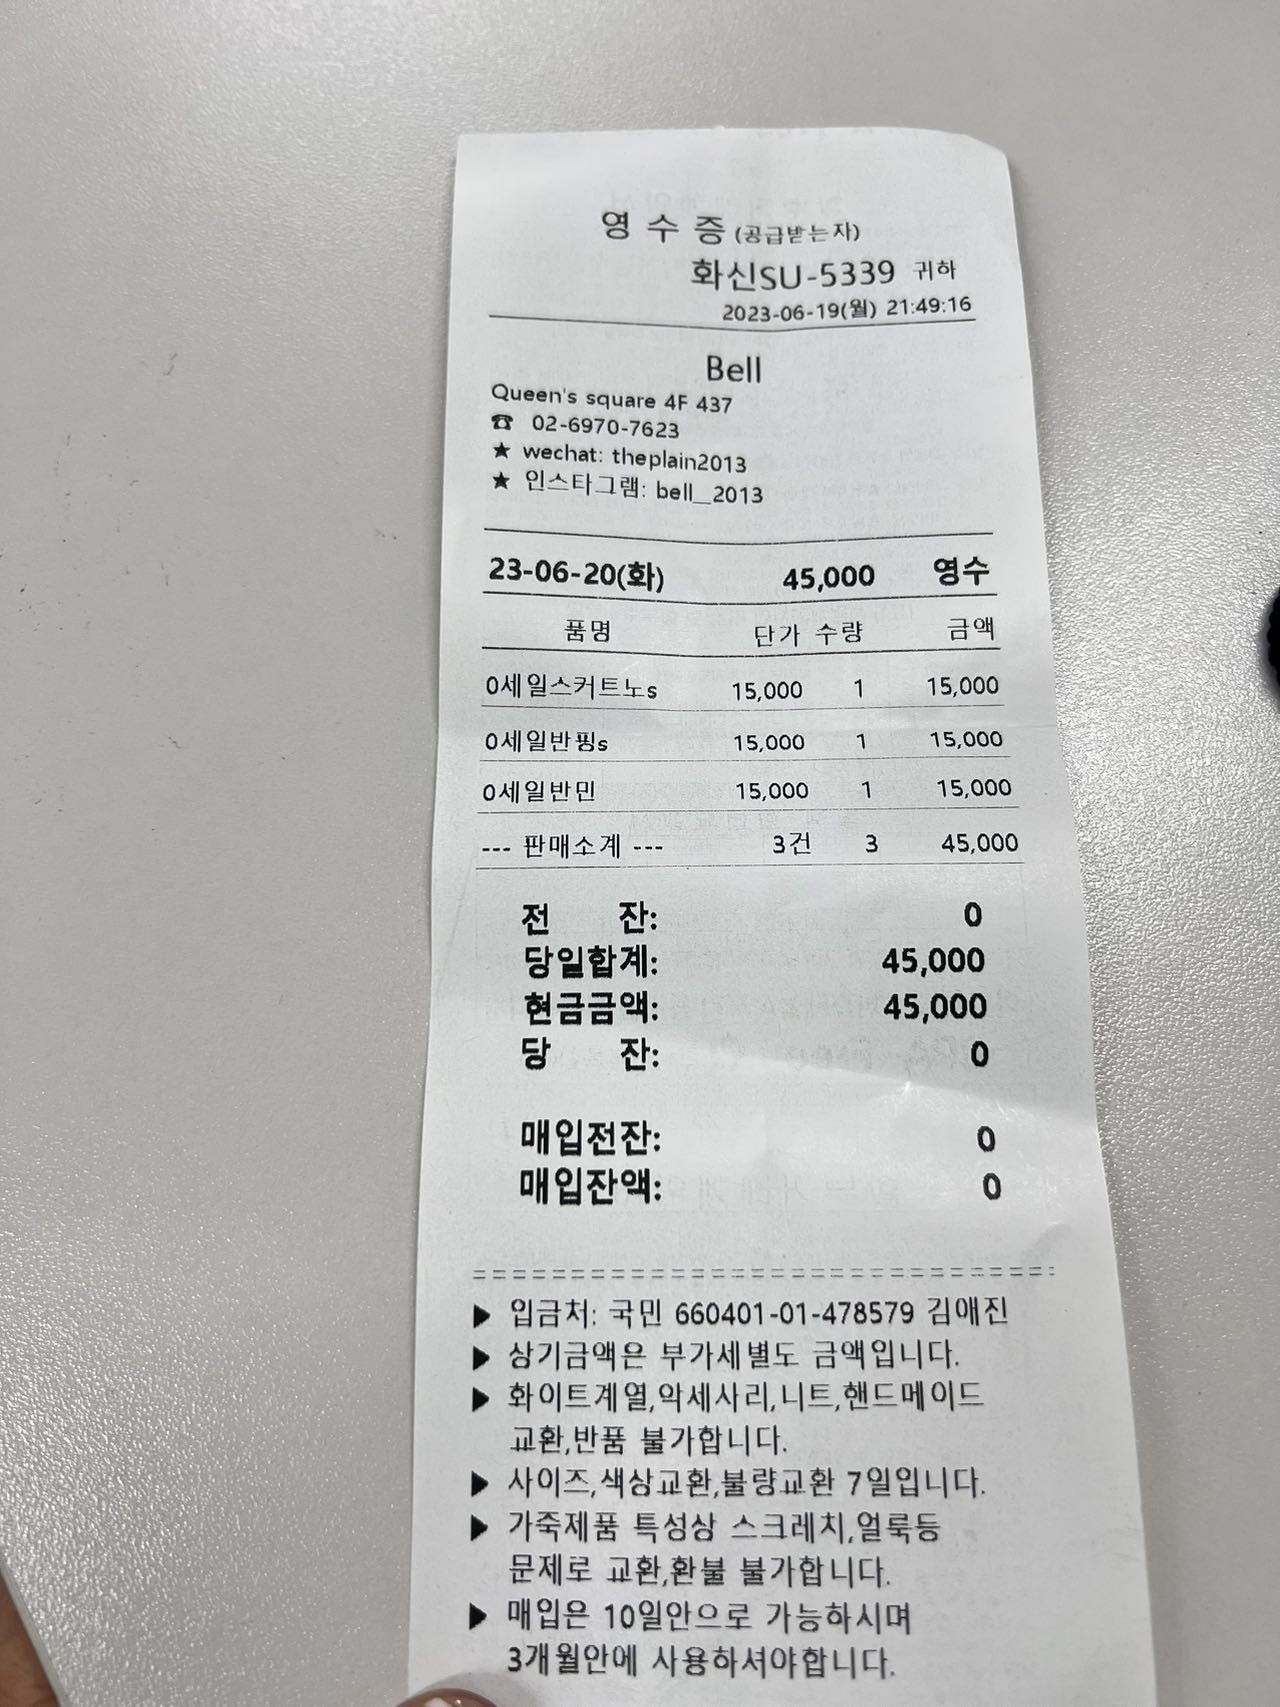 영 수 증 (공급받는자)
화신SU-5339 귀하
2023-06-19(월) 21:49:16
Bell
Queen's square 4F 437
☎ 02-6970-7623
★ wechat: theplain2013
★ 인스타그램: bell__2013
23-06-20(화) 45,000 영수
품명 단가 수량 금액
0세일스커트노s 15,000 1 15,000
0세일반핑s 15,000 1 15,000
0세일반민 15,000 1 15,000
--- 판매소계 --- 3건 3 45,000
전 잔: 0
당일합계: 45,000
현금금액: 45,000
당 잔: 0
매입전잔: 0
매입잔액: 0
▶ 입금처: 국민 660401-01-478579 김애진
▶ 상기금액은 부가세별도 금액입니다.
▶ 화이트계열,악세사리,니트,핸드메이드
교환,반품 불가합니다.
▶ 사이즈,색상교환,불량교환 7일입니다.
▶ 가죽제품 특성상 스크레치,얼룩등
문제로 교환,환불 불가합니다.
▶ 매입은 10일안으로 가능하시며
3개월안에 사용하셔야합니다.